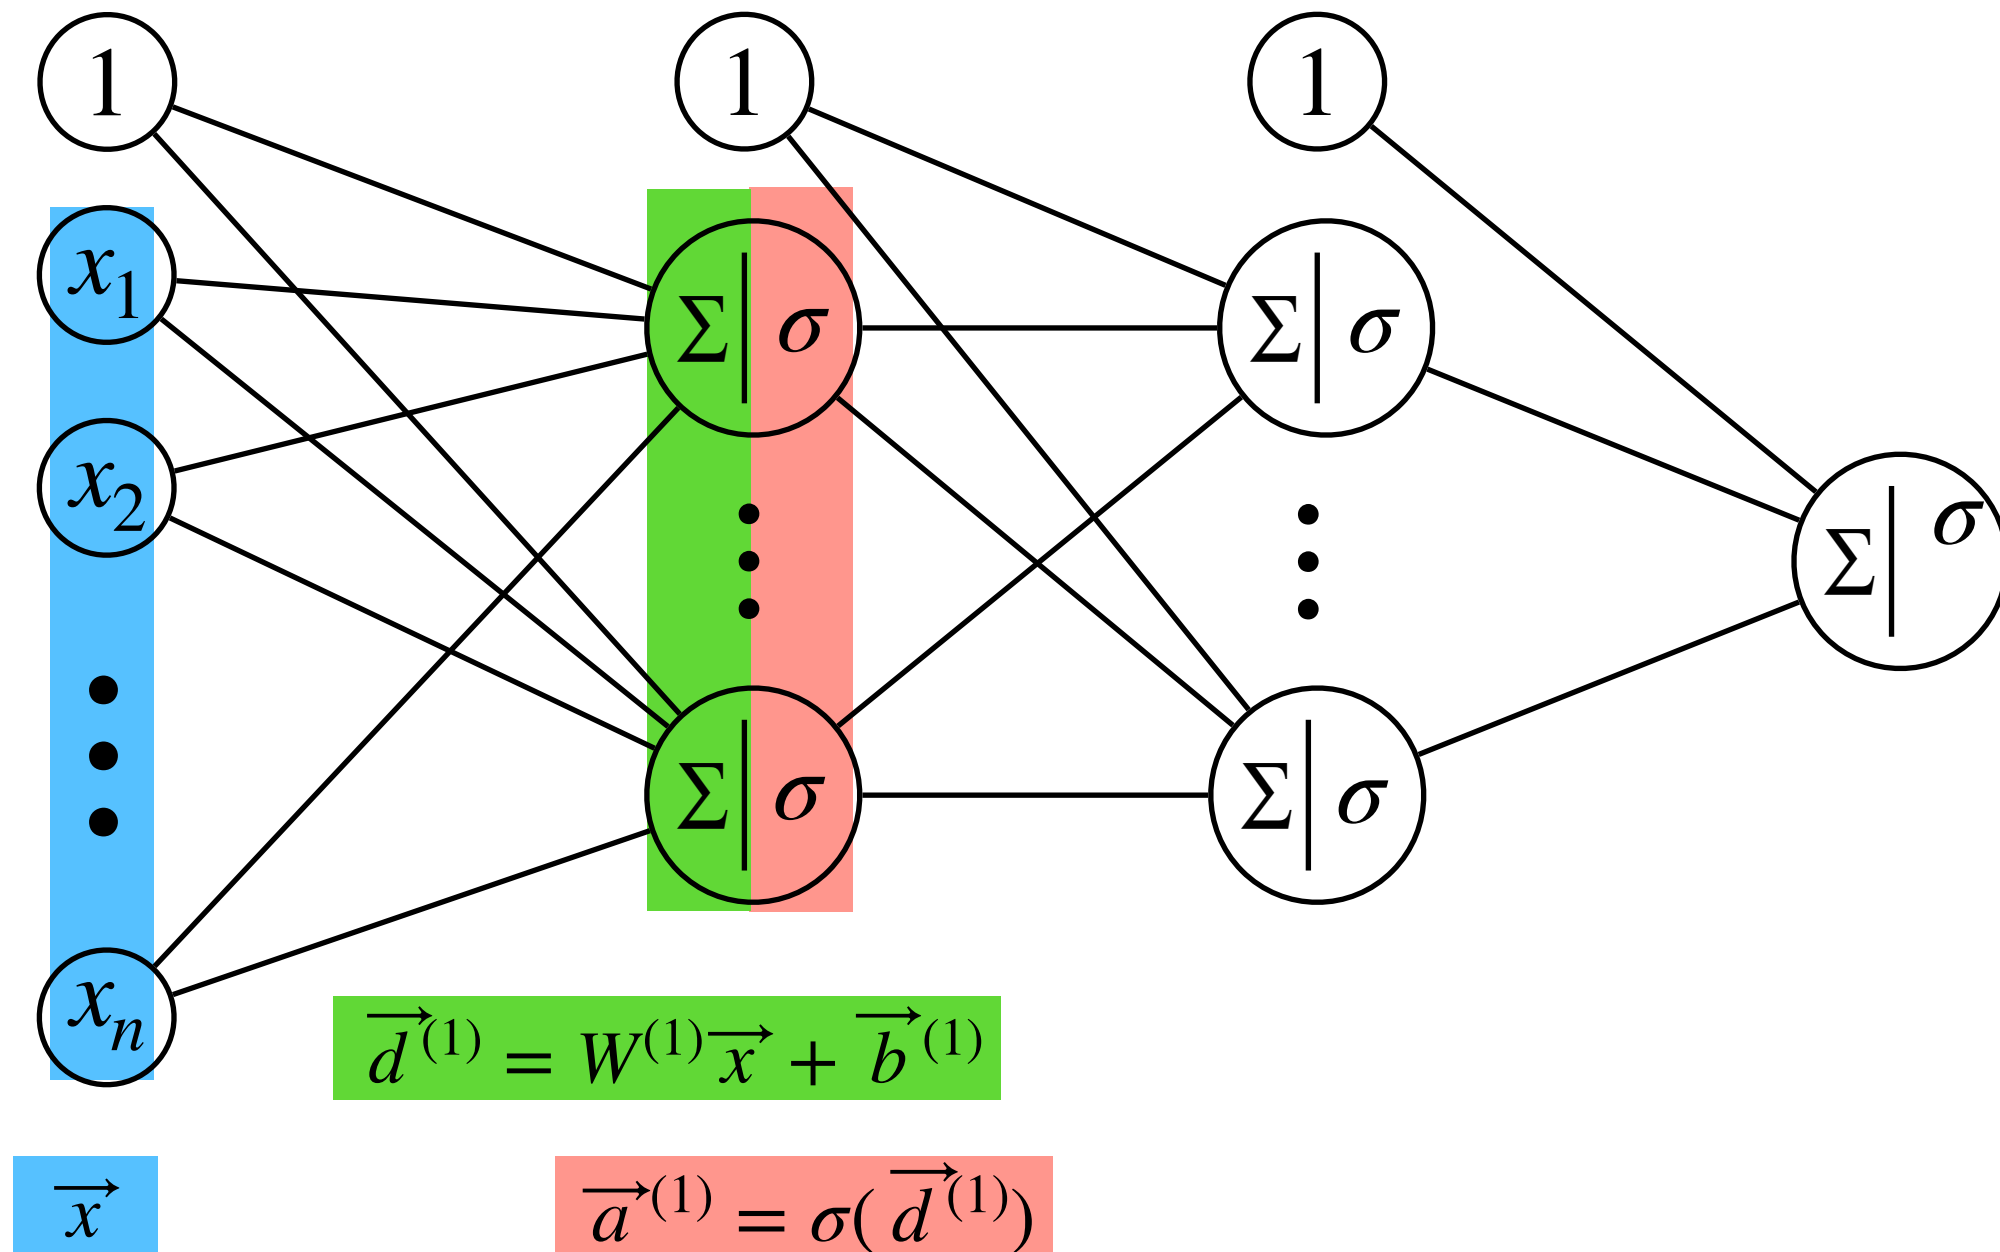 1 1 1
x₁ Σ| σ Σ| σ
x₂ Σ| σ
Σ| σ Σ| σ
xₙ
d⃗⁽¹⁾ = W⁽¹⁾x⃗ + b⃗⁽¹⁾
x⃗ a⃗⁽¹⁾ = σ(d⃗⁽¹⁾)